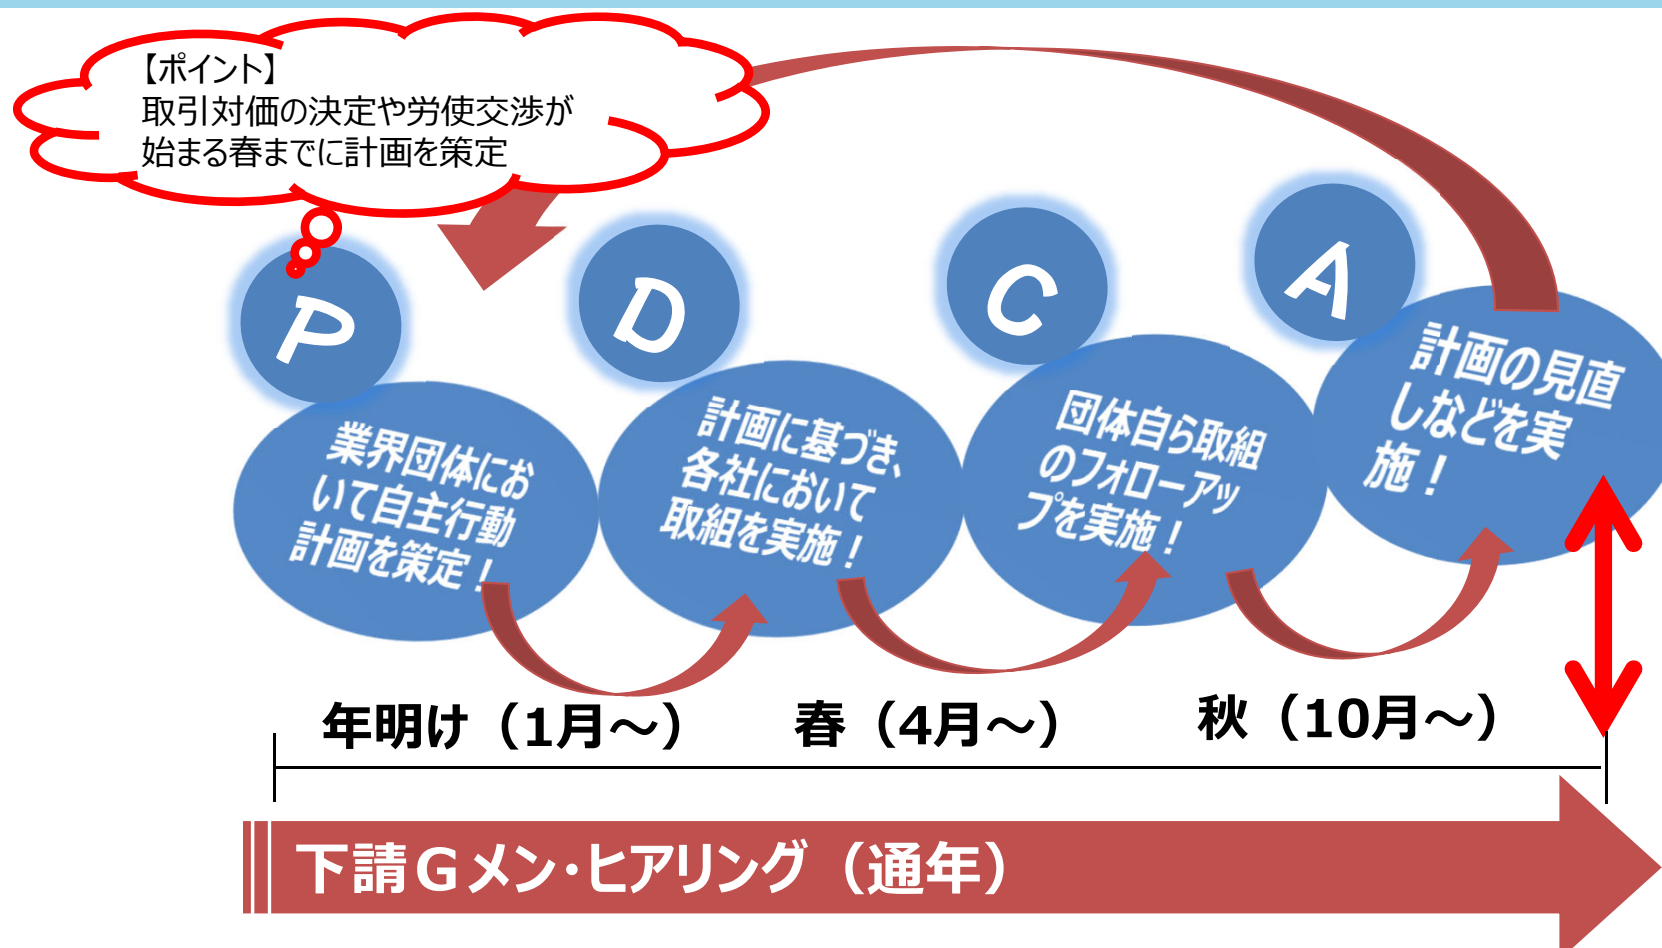 【ポイント】
取引対価の決定や労使交渉が
始まる春までに計画を策定
P
業界団体にお
いて自主行動
計画を策定！
D
計画に基づき、
各社において
取組を実施！
C
団体自ら取組
のフォローアッ
プを実施！
A
計画の見直
しなどを実
施！
年明け（1月～）
春（4月～）
秋（10月～）
下請Ｇメン・ヒアリング（通年）